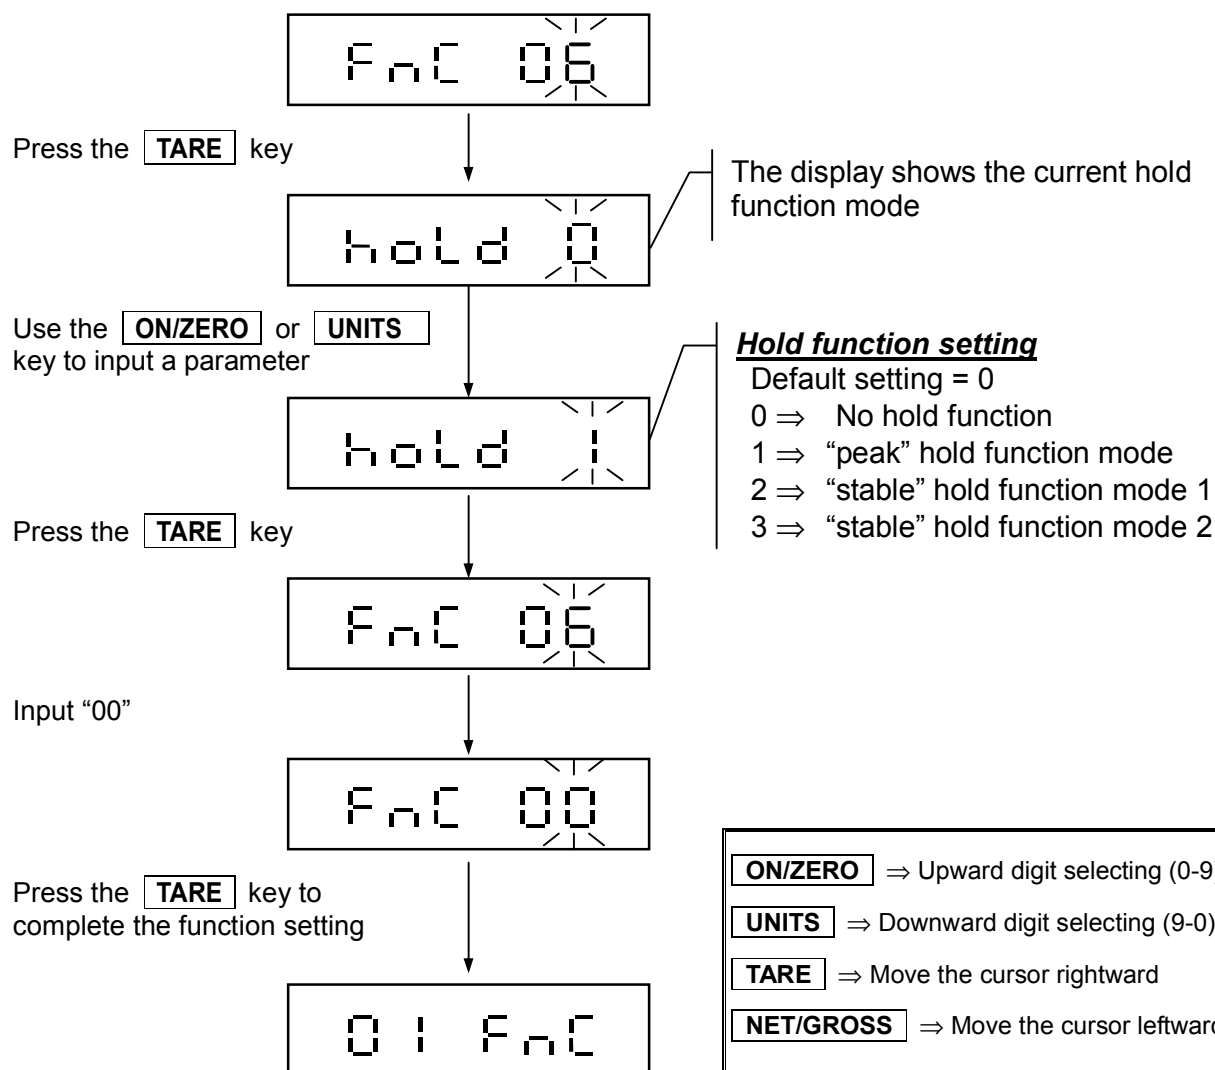 FnC 06
Press the TARE key
The display shows the current hold
function mode
hoLd 0
Use the ON/ZERO or UNITS
key to input a parameter
Hold function setting
Default setting = 0
0 ⇒ No hold function
1 ⇒ “peak” hold function mode
2 ⇒ “stable” hold function mode 1
3 ⇒ “stable” hold function mode 2
hoLd 1
Press the TARE key
FnC 06
Input “00”
FnC 00
Press the TARE key to
complete the function setting
01 FnC
ON/ZERO ⇒ Upward digit selecting (0-9
UNITS ⇒ Downward digit selecting (9-0)
TARE ⇒ Move the cursor rightward
NET/GROSS ⇒ Move the cursor leftward